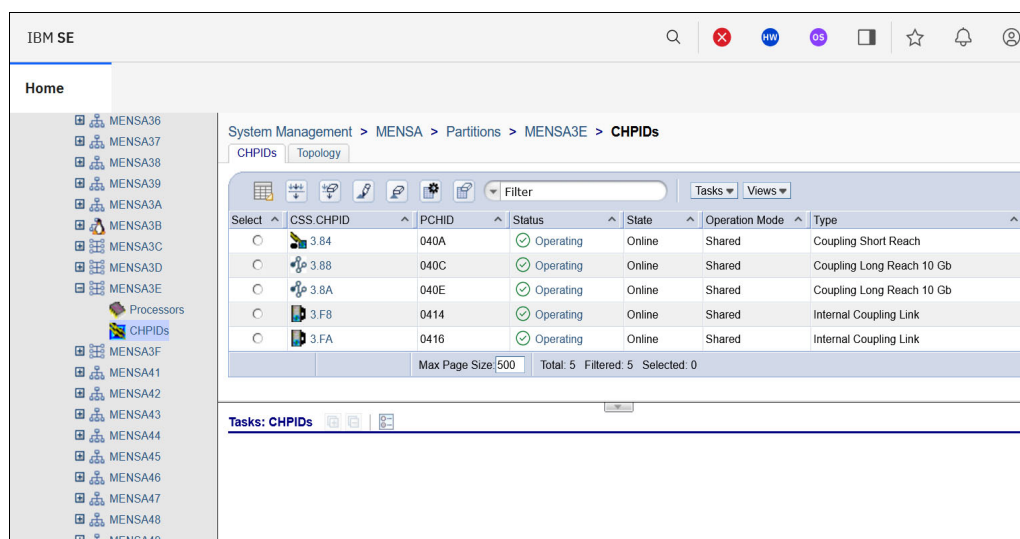 IBM SE
HW
OS
Home
MENSA36
MENSA37
MENSA38
MENSA39
MENSA3A
MENSA3B
MENSA3C
MENSA3D
MENSA3E
Processors
CHPIDs
MENSA3F
MENSA41
MENSA42
MENSA43
MENSA44
MENSA45
MENSA46
MENSA47
MENSA48
System Management > MENSA > Partitions > MENSA3E > CHPIDs
CHPIDs Topology
Filter Tasks Views
Select CSS.CHPID PCHID Status State Operation Mode Type
3.84 040A Operating Online Shared Coupling Short Reach
3.88 040C Operating Online Shared Coupling Long Reach 10 Gb
3.8A 040E Operating Online Shared Coupling Long Reach 10 Gb
3.F8 0414 Operating Online Shared Internal Coupling Link
3.FA 0416 Operating Online Shared Internal Coupling Link
Max Page Size: 500 Total: 5 Filtered: 5 Selected: 0
Tasks: CHPIDs